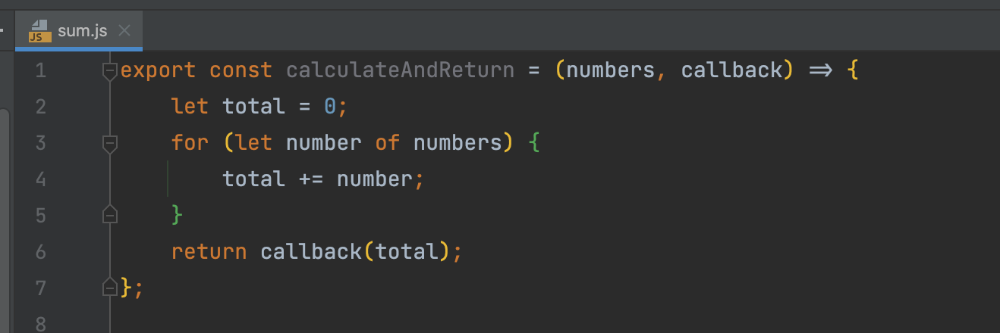 JS sum.js
1 export const calculateAndReturn = (numbers, callback) => {
2 let total = 0;
3 for (let number of numbers) {
4 total += number;
5 }
6 return callback(total);
7 };
8